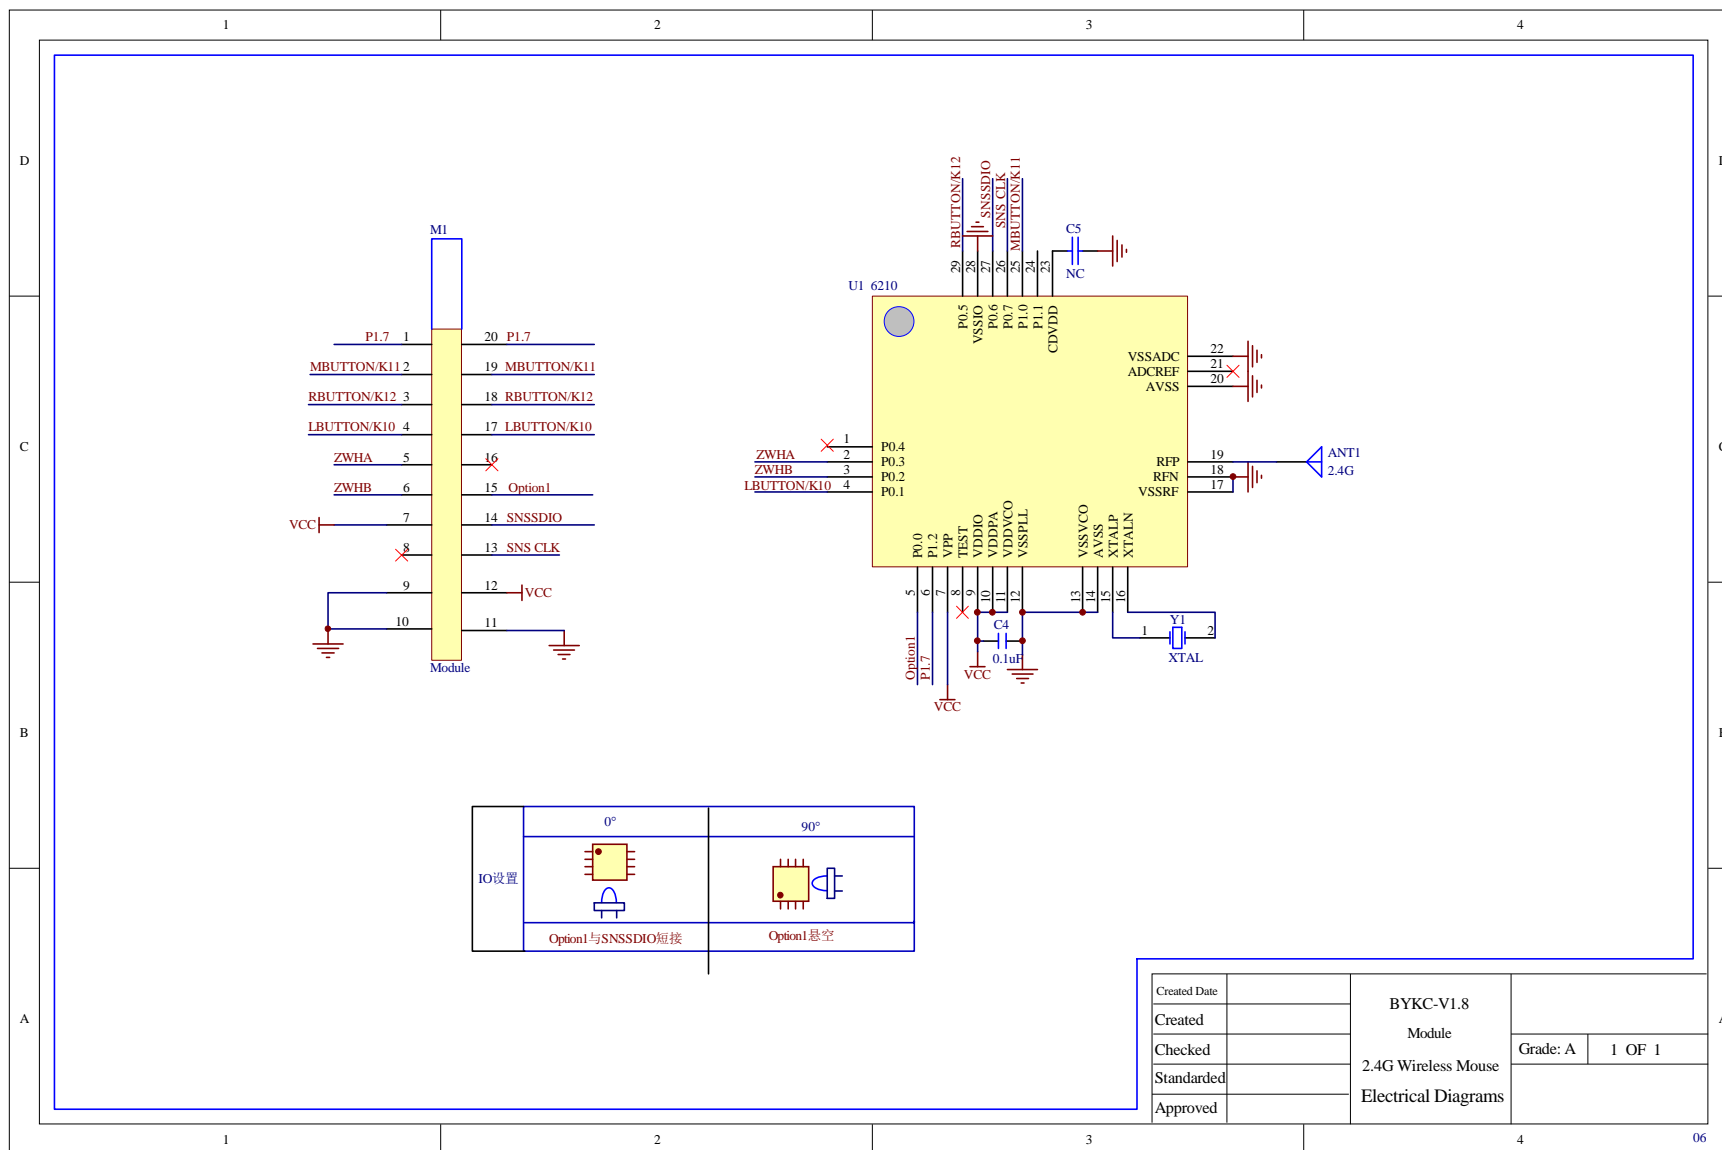 1 2 3 4
D
C
B
A
M1
P1.7 1 20 P1.7
MBUTTON/K11 2 19 MBUTTON/K11
RBUTTON/K12 3 18 RBUTTON/K12
LBUTTON/K10 4 17 LBUTTON/K10
ZWHA 5 16
ZWHB 6 15 Option1
VCC 7 14 SNSSDIO
8 13 SNS CLK
9 12 VCC
10 11
Module
RBUTTON/K12
SNSSDIO
SNS CLK
MBUTTON/K11
29 28 27 26 25 24 23
C5
NC
U1 6210
P0.5 VSSIO P0.6 P0.7 P1.0 P1.1 CDVDD
VSSADC 22
ADCREF 21
AVSS 20
1 P0.4
ZWHA 2 P0.3
ZWHB 3 P0.2
LBUTTON/K10 4 P0.1
RFP 19
RFN 18
VSSRF 17
ANT1
2.4G
P0.0 P1.2 VPP TEST VDDIO VDDPA VDDVCO VSSPLL VSSVCO AVSS XTALP XTALN
5 6 7 8 9 10 11 12 13 14 15 16
Option1
P1.7
VCC
C4
0.1uF
VCC
Y1
1 2
XTAL
0° 90°
IO设置
Option1与SNSSDIO短接 Option1悬空
Created Date
Created
Checked
Standarded
Approved
BYKC-V1.8
Module
2.4G Wireless Mouse
Electrical Diagrams
Grade: A 1 OF 1
1 2 3 4
06